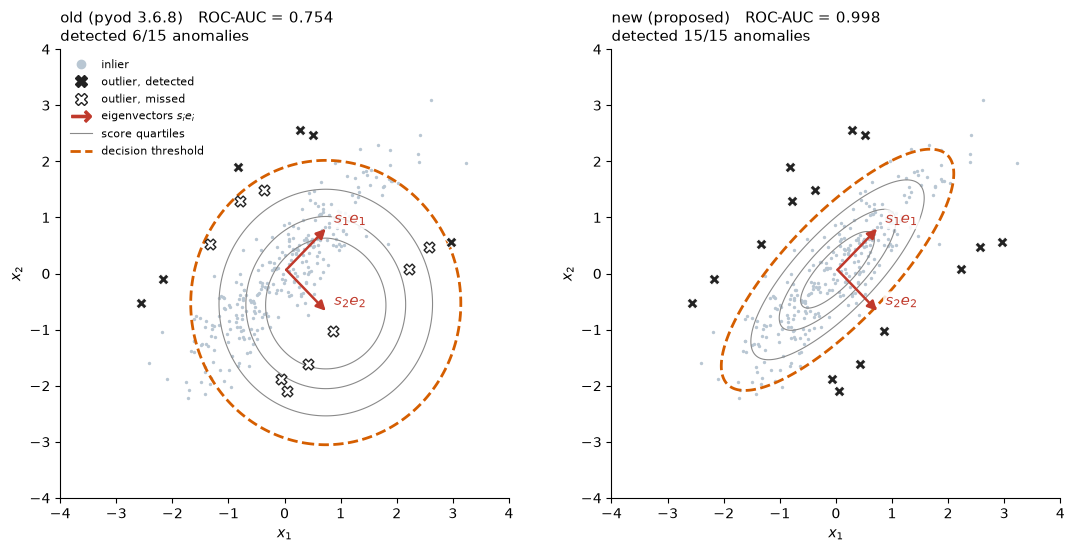 old (pyod 3.6.8) ROC-AUC = 0.754
detected 6/15 anomalies
4
3
2
1
0
−1
−2
−3
−4
x₂
inlier
outlier, detected
outlier, missed
eigenvectors sᵢeᵢ
score quartiles
decision threshold
s₁e₁
s₂e₂
−4 −3 −2 −1 0 1 2 3 4
x₁
new (proposed) ROC-AUC = 0.998
detected 15/15 anomalies
4
3
2
1
0
−1
−2
−3
−4
x₂
s₁e₁
s₂e₂
−4 −3 −2 −1 0 1 2 3 4
x₁